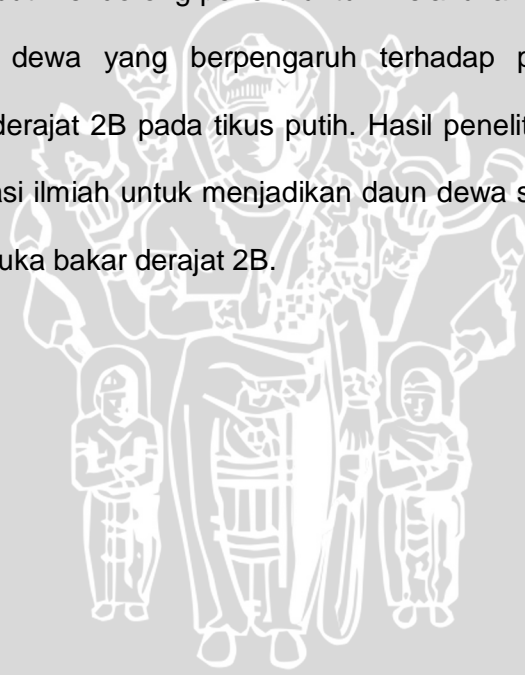 dewa yang berpengaruh terhadap p
derajat 2B pada tikus putih. Hasil penelit
asi ilmiah untuk menjadikan daun dewa s
uka bakar derajat 2B.